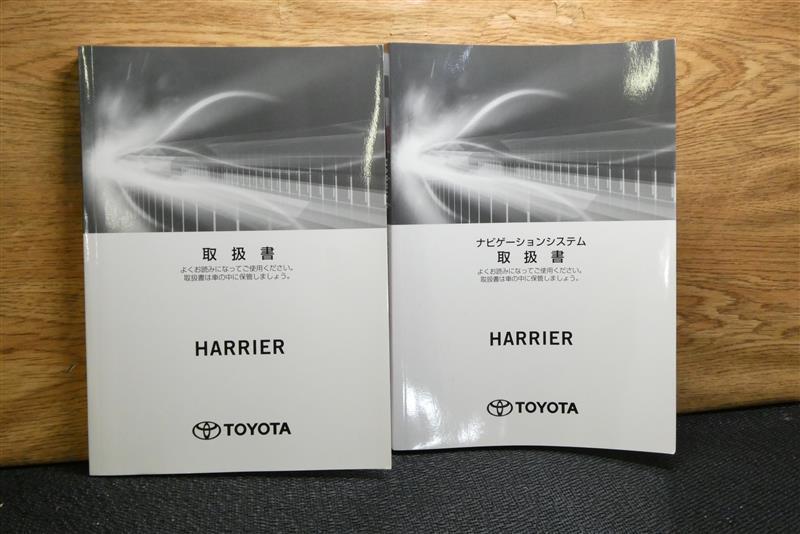 取扱書
よくお読みになってご使用ください。
取扱書は車の中に保管しましょう。
HARRIER
TOYOTA
ナビゲーションシステム
取扱書
よくお読みになってご使用ください。
取扱書は車の中に保管しましょう。
HARRIER
TOYOTA